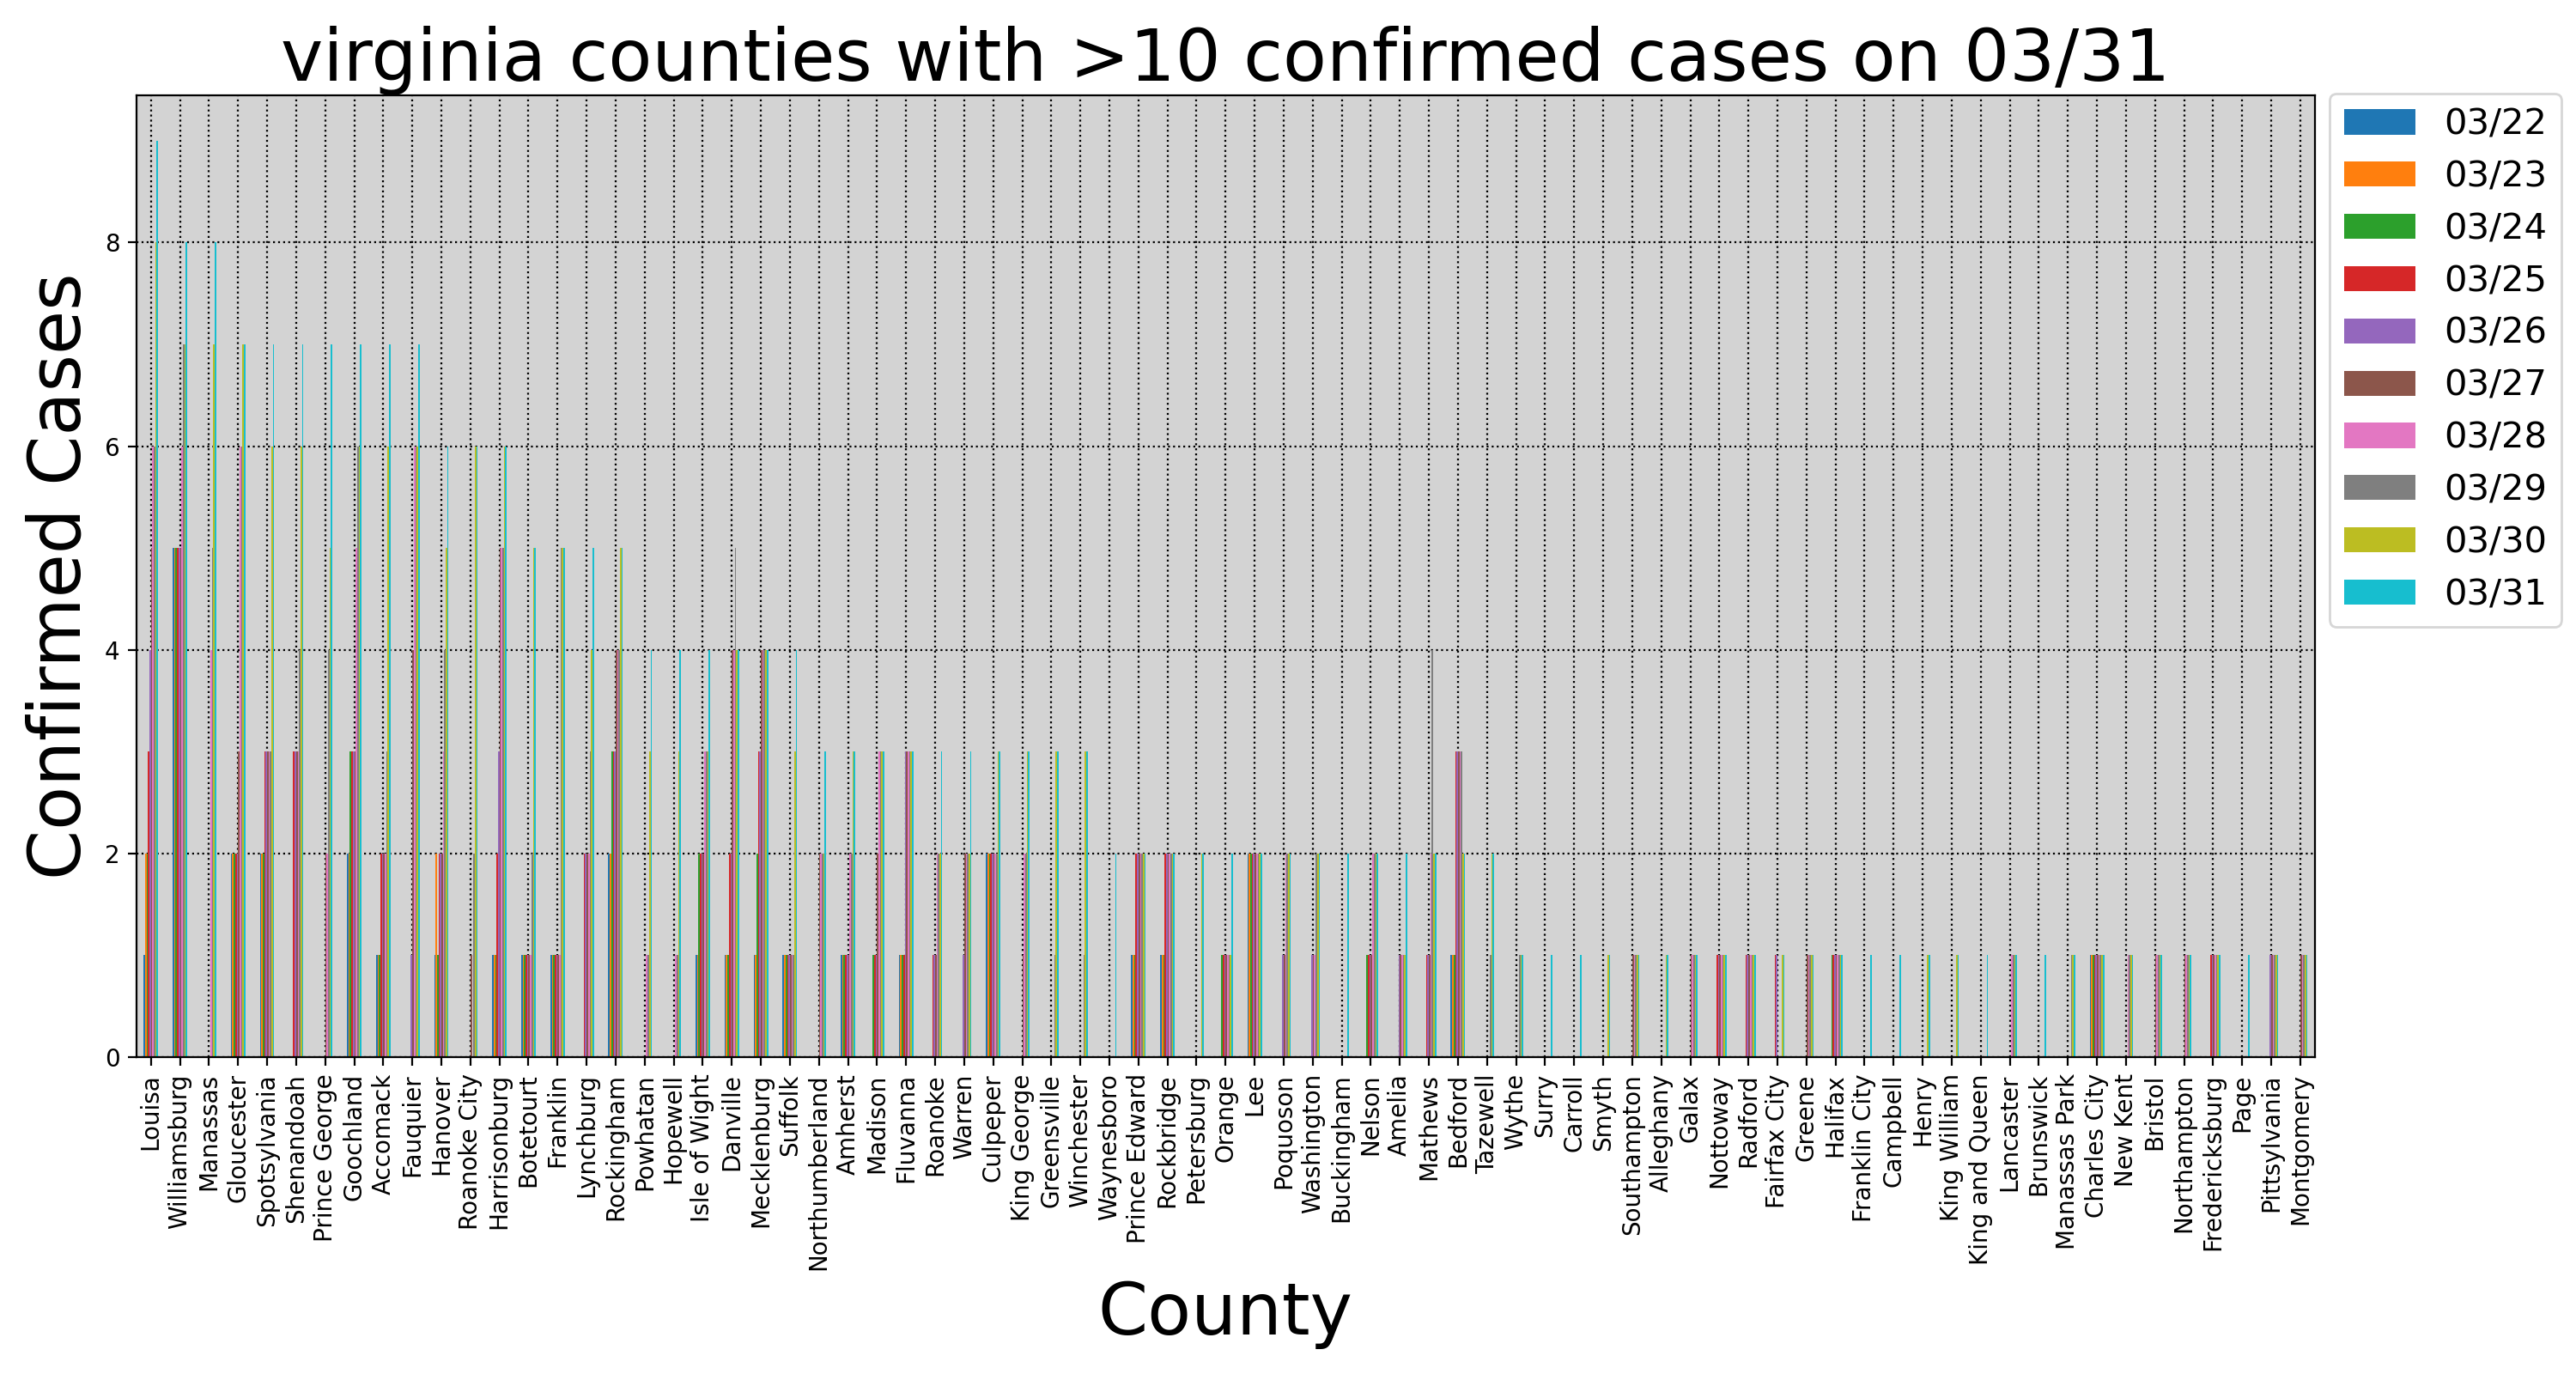 virginia counties with >10 confirmed cases on 03/31
Confirmed Cases
8
6
4
2
0
03/22
03/23
03/24
03/25
03/26
03/27
03/28
03/29
03/30
03/31
Louisa
Williamsburg
Manassas
Gloucester
Spotsylvania
Shenandoah
Prince George
Goochland
Accomack
Fauquier
Hanover
Roanoke City
Harrisonburg
Botetourt
Franklin
Lynchburg
Rockingham
Powhatan
Hopewell
Isle of Wight
Danville
Mecklenburg
Suffolk
Northumberland
Amherst
Madison
Fluvanna
Roanoke
Warren
Culpeper
King George
Greensville
Winchester
Waynesboro
Prince Edward
Rockbridge
Petersburg
Orange
Lee
Poquoson
Washington
Buckingham
Nelson
Amelia
Mathews
Bedford
Tazewell
Wythe
Surry
Carroll
Smyth
Southampton
Alleghany
Galax
Nottoway
Radford
Fairfax City
Greene
Halifax
Franklin City
Campbell
Henry
King William
King and Queen
Lancaster
Brunswick
Manassas Park
Charles City
New Kent
Bristol
Northampton
Fredericksburg
Page
Pittsylvania
Montgomery
County